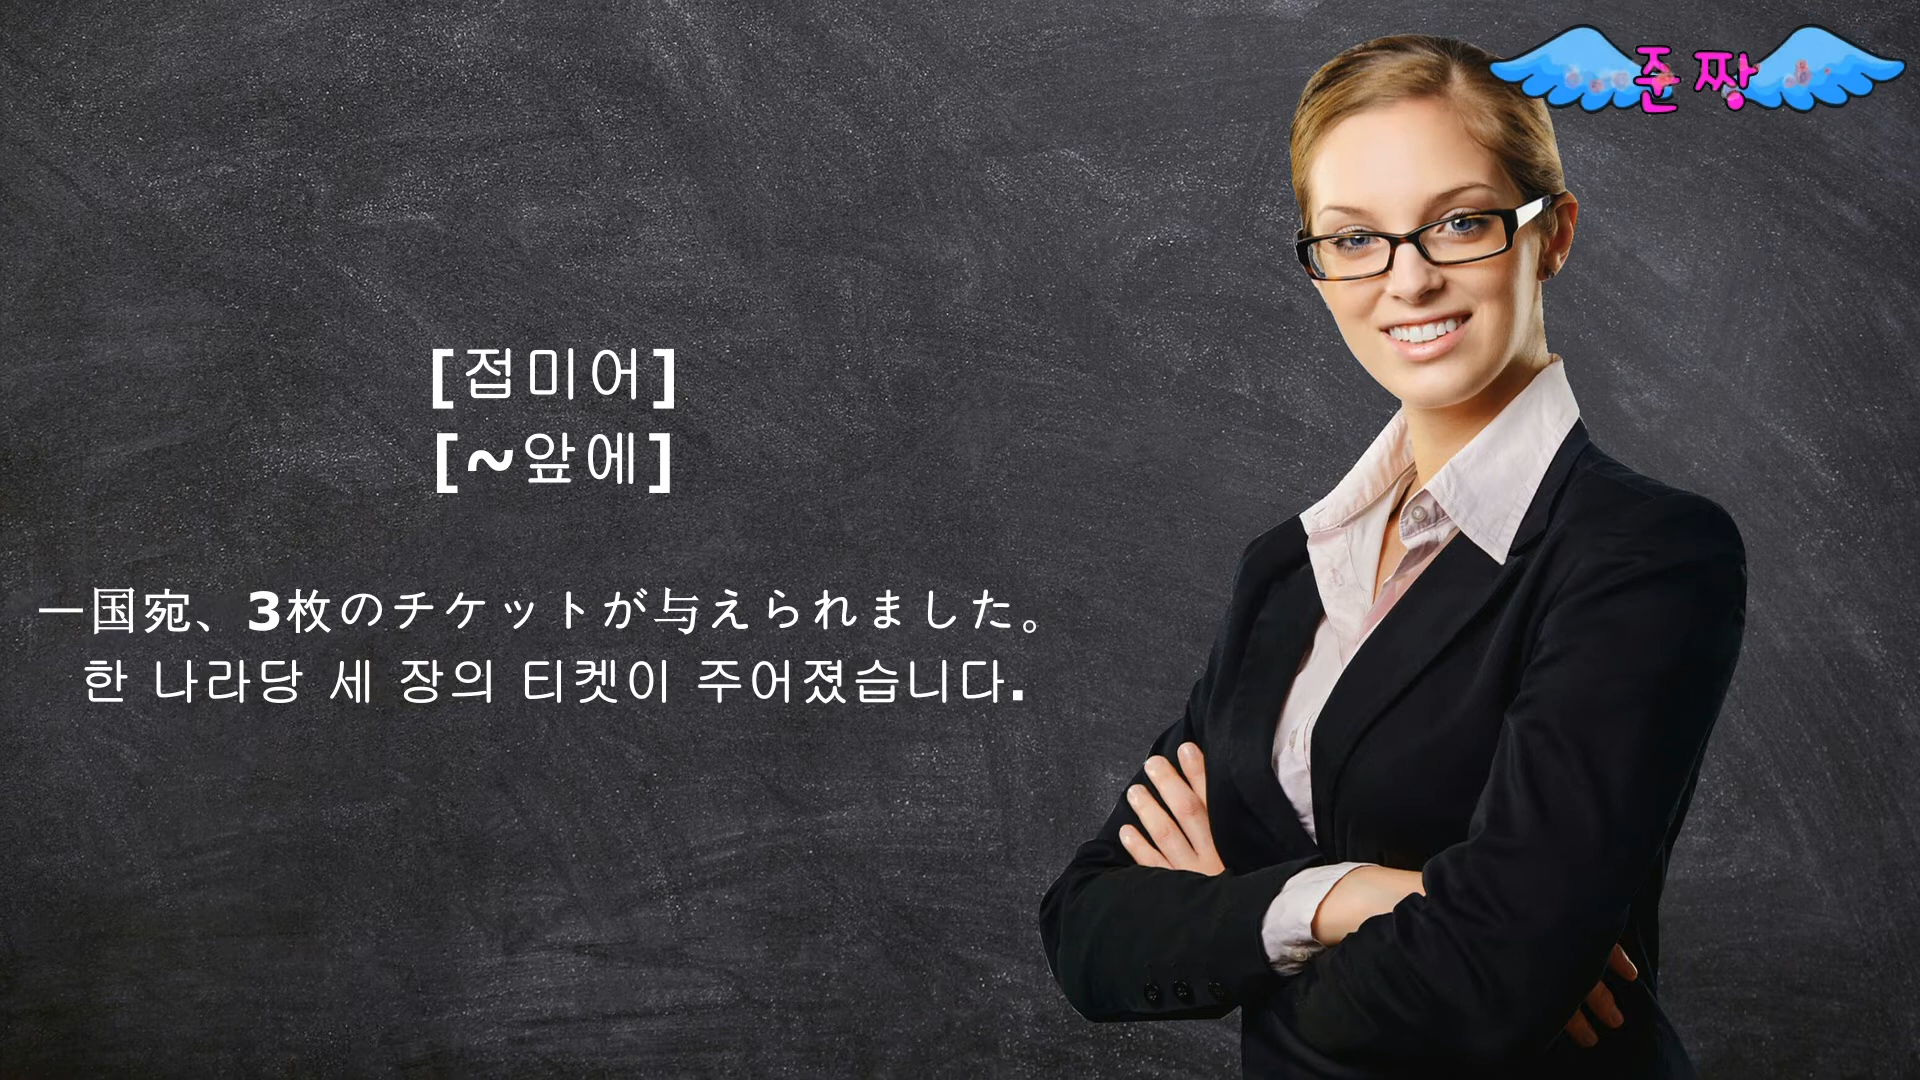 준 짱
[접미어]
[~앞에]
一国宛、3枚のチケットが与えられました。
한 나라당 세 장의 티켓이 주어졌습니다.